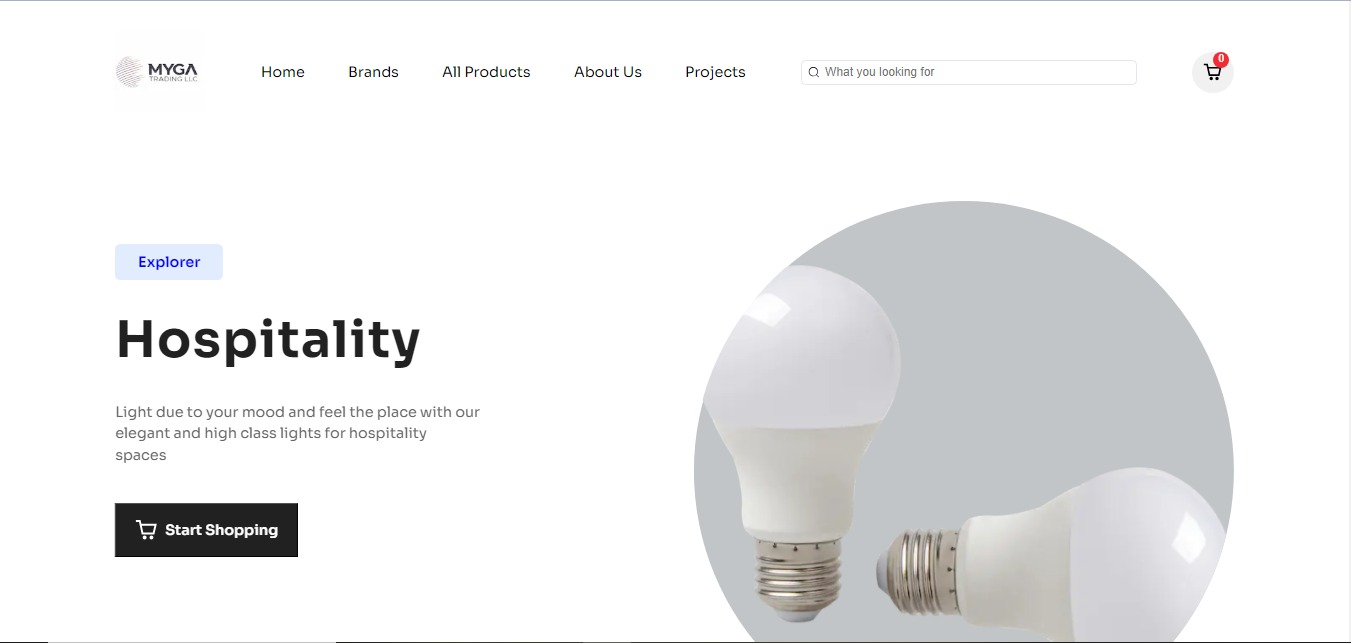 MYGA
TRADING LLC
Home
Brands
All Products
About Us
Projects
What you looking for
0
Explorer
Hospitality
Light due to your mood and feel the place with our
elegant and high class lights for hospitality
spaces
Start Shopping